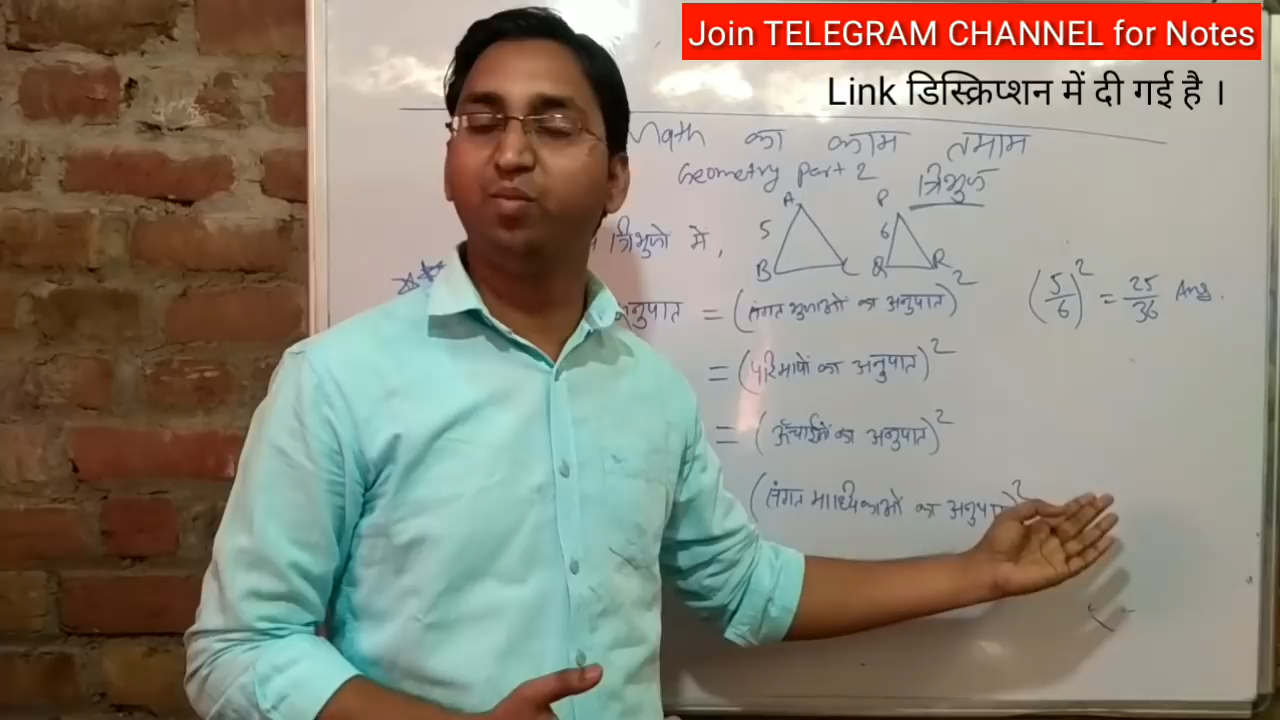 Join TELEGRAM CHANNEL for Notes
Link डिस्क्रिप्शन में दी गई है ।
Math का काम तमाम
Geometry part 2 त्रिभुज
त्रिभुजो में,
A
5
B C
P
6
Q R
अनुपात = (संगत भुजाओं का अनुपात)²
(5/6)² = 25/36 Ans.
= (परिमापों का अनुपात)²
= (ऊँचाईयों का अनुपात)²
(संगत माध्यिकाओं का अनुपात)²